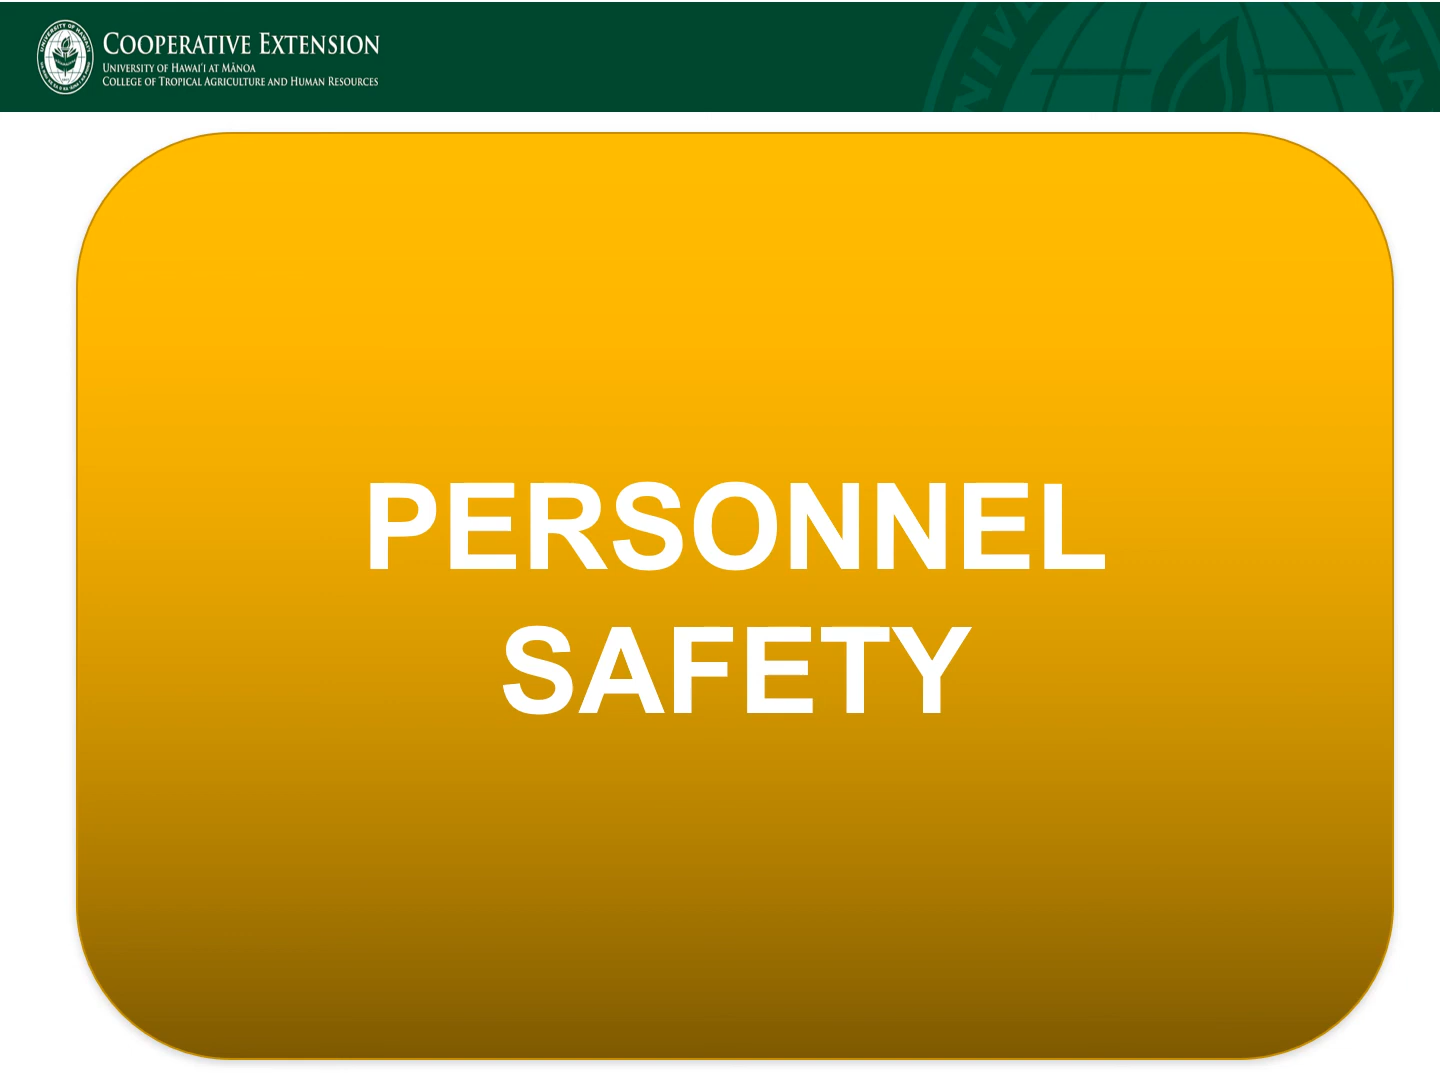 COOPERATIVE EXTENSION
UNIVERSITY OF HAWAI'I AT MĀNOA
COLLEGE OF TROPICAL AGRICULTURE AND HUMAN RESOURCES
PERSONNEL
SAFETY